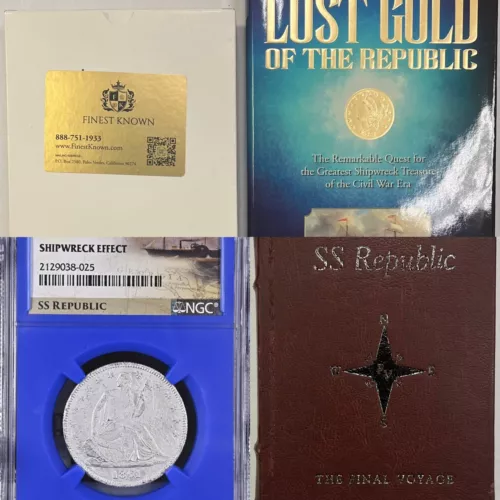 FINEST KNOWN
888-751-1933
www.FinestKnown.com
LOST GOLD
OF THE REPUBLIC
The Remarkable Quest for
the Greatest Shipwreck Treasure
of the Civil War Era
SHIPWRECK EFFECT
2129038-025
SS REPUBLIC
NGC
SS Republic
N
E
S
THE FINAL VOYAGE